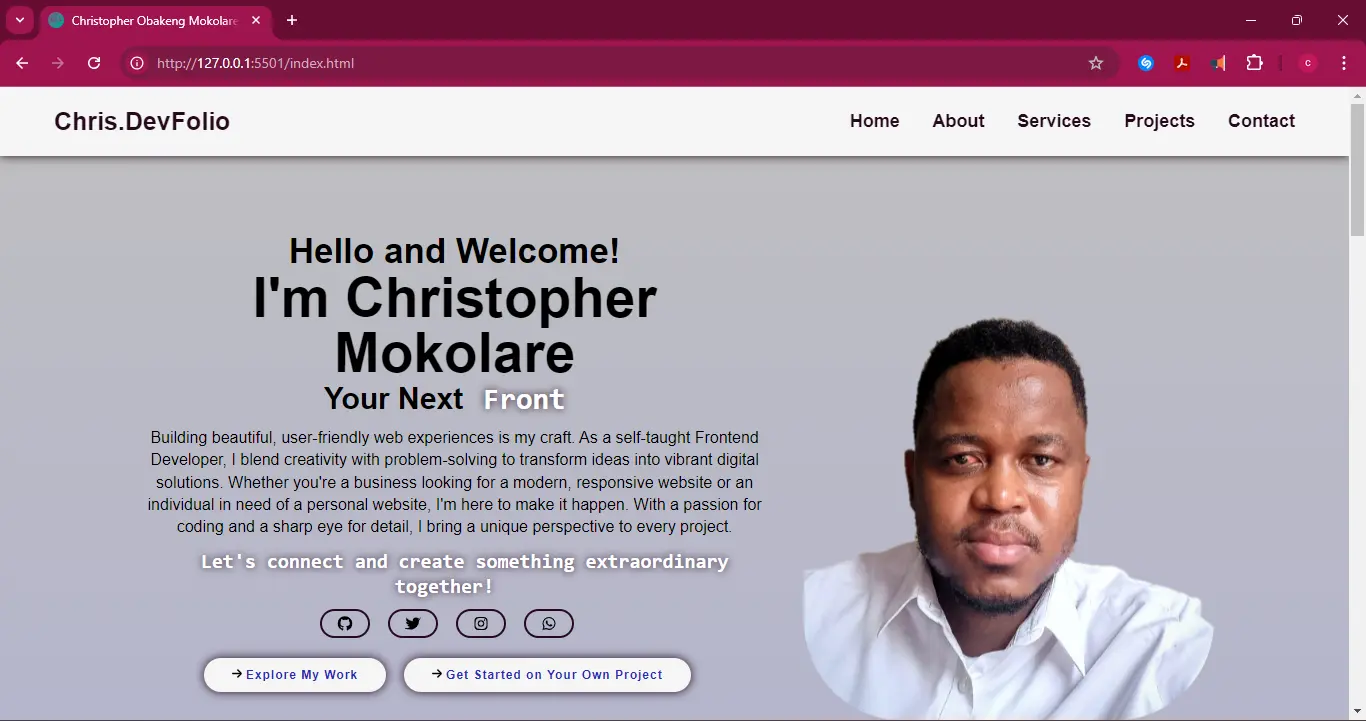 Christopher Obakeng Mokolare
http://127.0.0.1:5501/index.html
c
Chris.DevFolio
Home About Services Projects Contact
Hello and Welcome!
I'm Christopher
Mokolare
Your Next Front
Building beautiful, user-friendly web experiences is my craft. As a self-taught Frontend
Developer, I blend creativity with problem-solving to transform ideas into vibrant digital
solutions. Whether you're a business looking for a modern, responsive website or an
individual in need of a personal website, I'm here to make it happen. With a passion for
coding and a sharp eye for detail, I bring a unique perspective to every project.
Let's connect and create something extraordinary
together!
Explore My Work
Get Started on Your Own Project